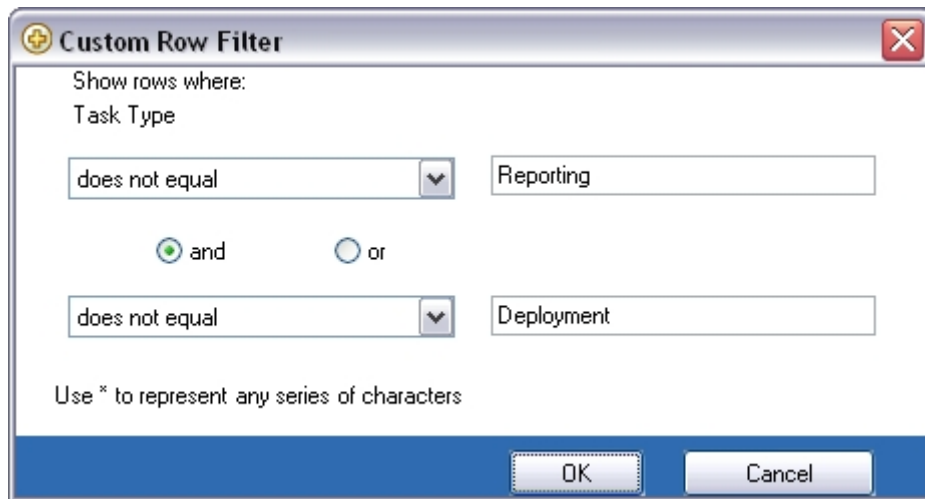 Custom Row Filter
Show rows where:
Task Type
does not equal Reporting
and or
does not equal Deployment
Use * to represent any series of characters
OK Cancel